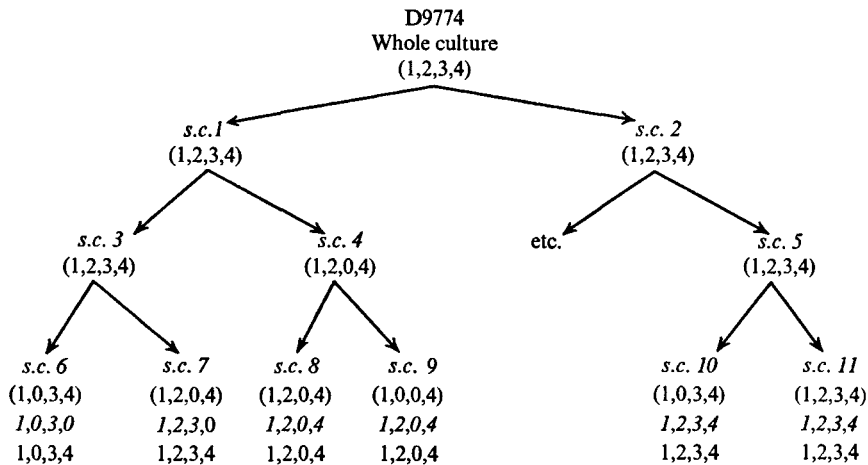 D9774
Whole culture
(1,2,3,4)
s.c.1
s.c. 2
(1,2,3,4)
(1,2,3,4)
s.c. 3
s.c. 4
etc.
s.c. 5
(1,2,3,4)
(1,2,0,4)
(1,2,3,4)
s.c. 6
s.c. 7
s.c. 8
s.c. 9
s.c. 10
s.c. 11
(1,0,3,4)
(1,2,0,4)
(1,2,0,4)
(1,0,0,4)
(1,0,3,4)
(1,2,3,4)
1,0,3,0
1,2,3,0
1,2,0,4
1,2,0,4
1,2,3,4
1,2,3,4
1,0,3,4
1,2,3,4
1,2,0,4
1,2,0,4
1,2,3,4
1,2,3,4